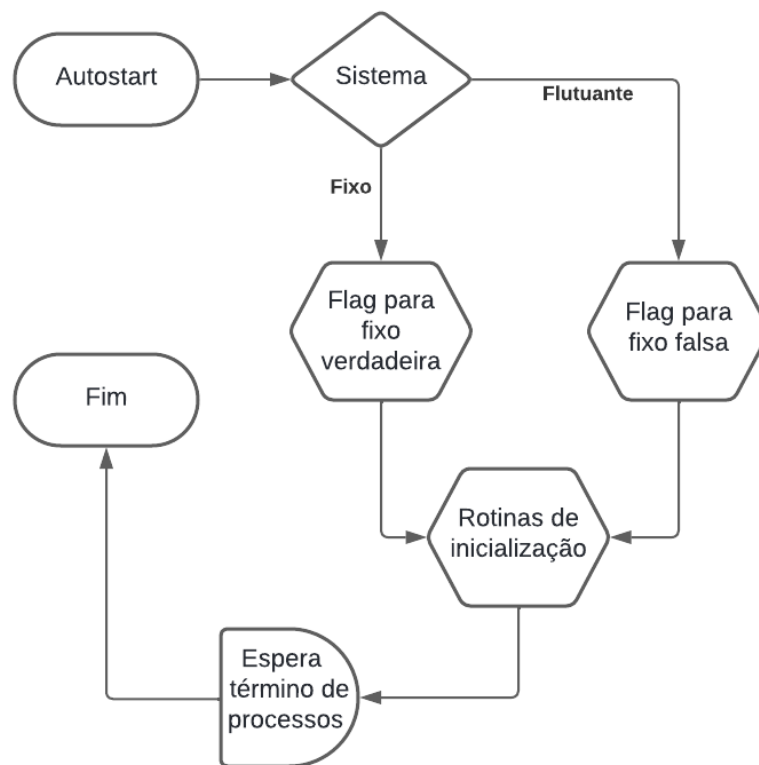 Autostart
Sistema
Flutuante
Fixo
Flag para
fixo
verdadeira
Flag para
fixo falsa
Fim
Rotinas de
inicialização
Espera
término de
processos